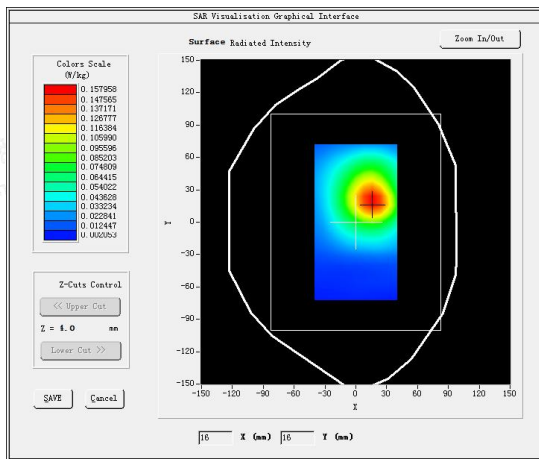 SAR Visualization Graphical Interface
Surface Radiated Intensity
Zoom In/Out
Colors Scale
(W/kg)
0.157958
0.147565
0.137171
0.126777
0.116384
0.105990
0.095596
0.085203
0.074809
0.064415
0.054022
0.043628
0.033234
0.022841
0.012447
0.002053
Z-Cuts Control
<< Upper Cut
Z = 4.0 mm
Lower Cut >>
SAVE
Cancel
150
120
90
60
30
0
-30
-60
-90
-120
-150
Y
-150 -120 -90 -60 -30 0 30 60 90 120 150
X
16 X (mm) 16 Y (mm)